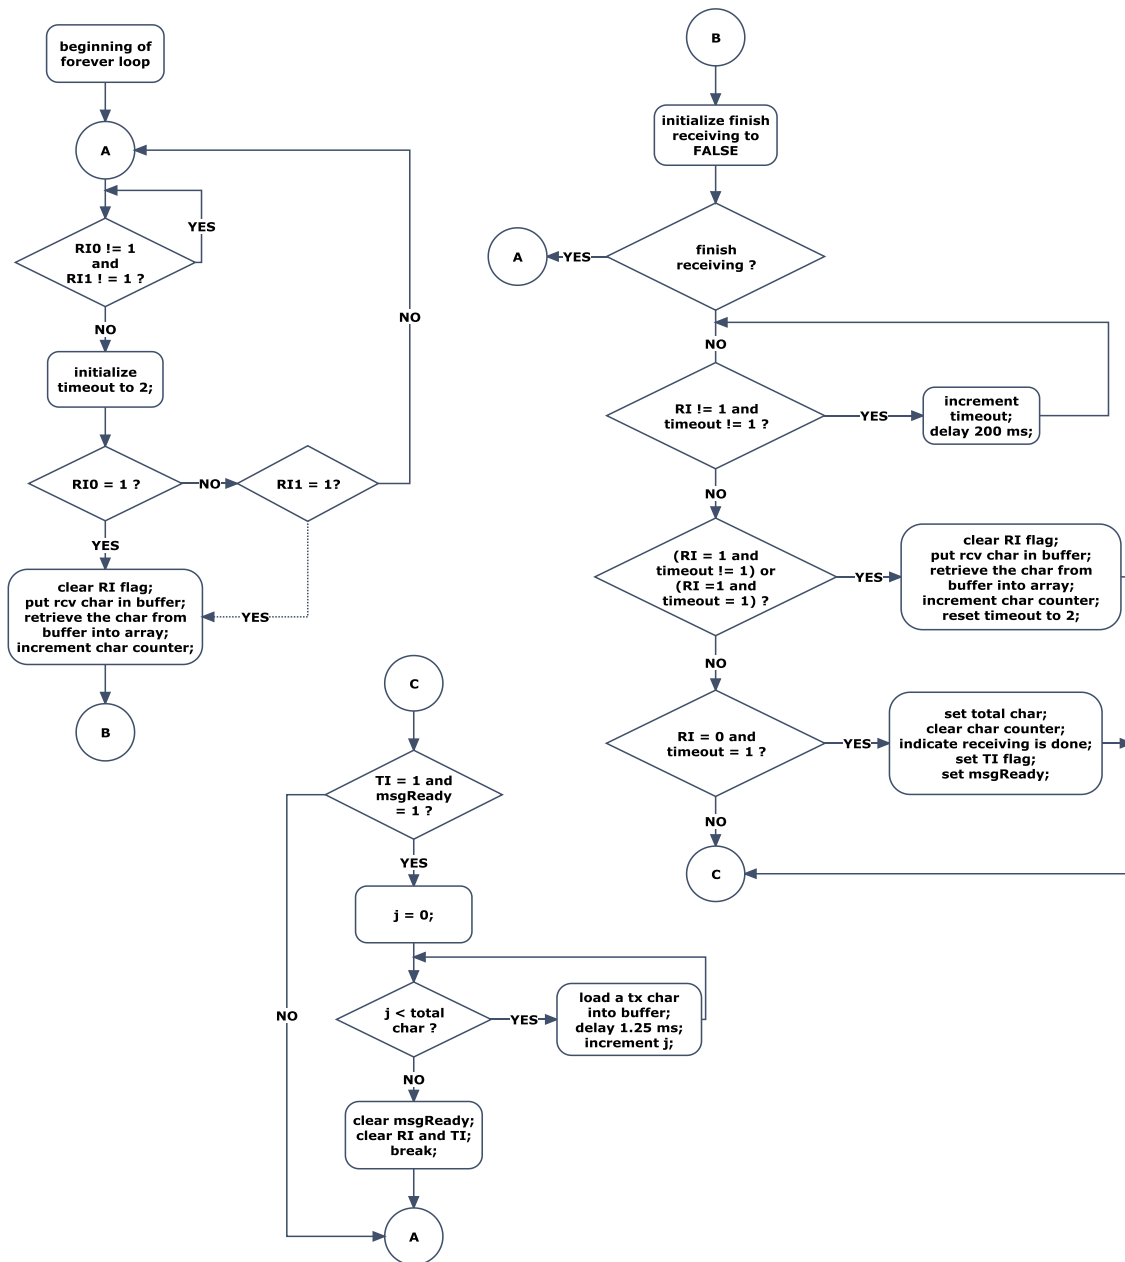 beginning of
forever loop
A
YES
RI0 != 1
and
RI1 ! = 1 ?
NO
initialize
timeout to 2;
NO
RI0 = 1 ?
NO
RI1 = 1?
YES
clear RI flag;
put rcv char in buffer;
retrieve the char from
buffer into array;
increment char counter;
YES
B
B
initialize finish
receiving to
FALSE
finish
receiving ?
YES
A
NO
RI != 1 and
timeout != 1 ?
YES
increment
timeout;
delay 200 ms;
NO
(RI = 1 and
timeout != 1) or
(RI =1 and
timeout = 1) ?
YES
clear RI flag;
put rcv char in buffer;
retrieve the char from
buffer into array;
increment char counter;
reset timeout to 2;
NO
RI = 0 and
timeout = 1 ?
YES
set total char;
clear char counter;
indicate receiving is done;
set TI flag;
set msgReady;
NO
C
C
TI = 1 and
msgReady
= 1 ?
YES
j = 0;
NO
j < total
char ?
YES
load a tx char
into buffer;
delay 1.25 ms;
increment j;
NO
clear msgReady;
clear RI and TI;
break;
A